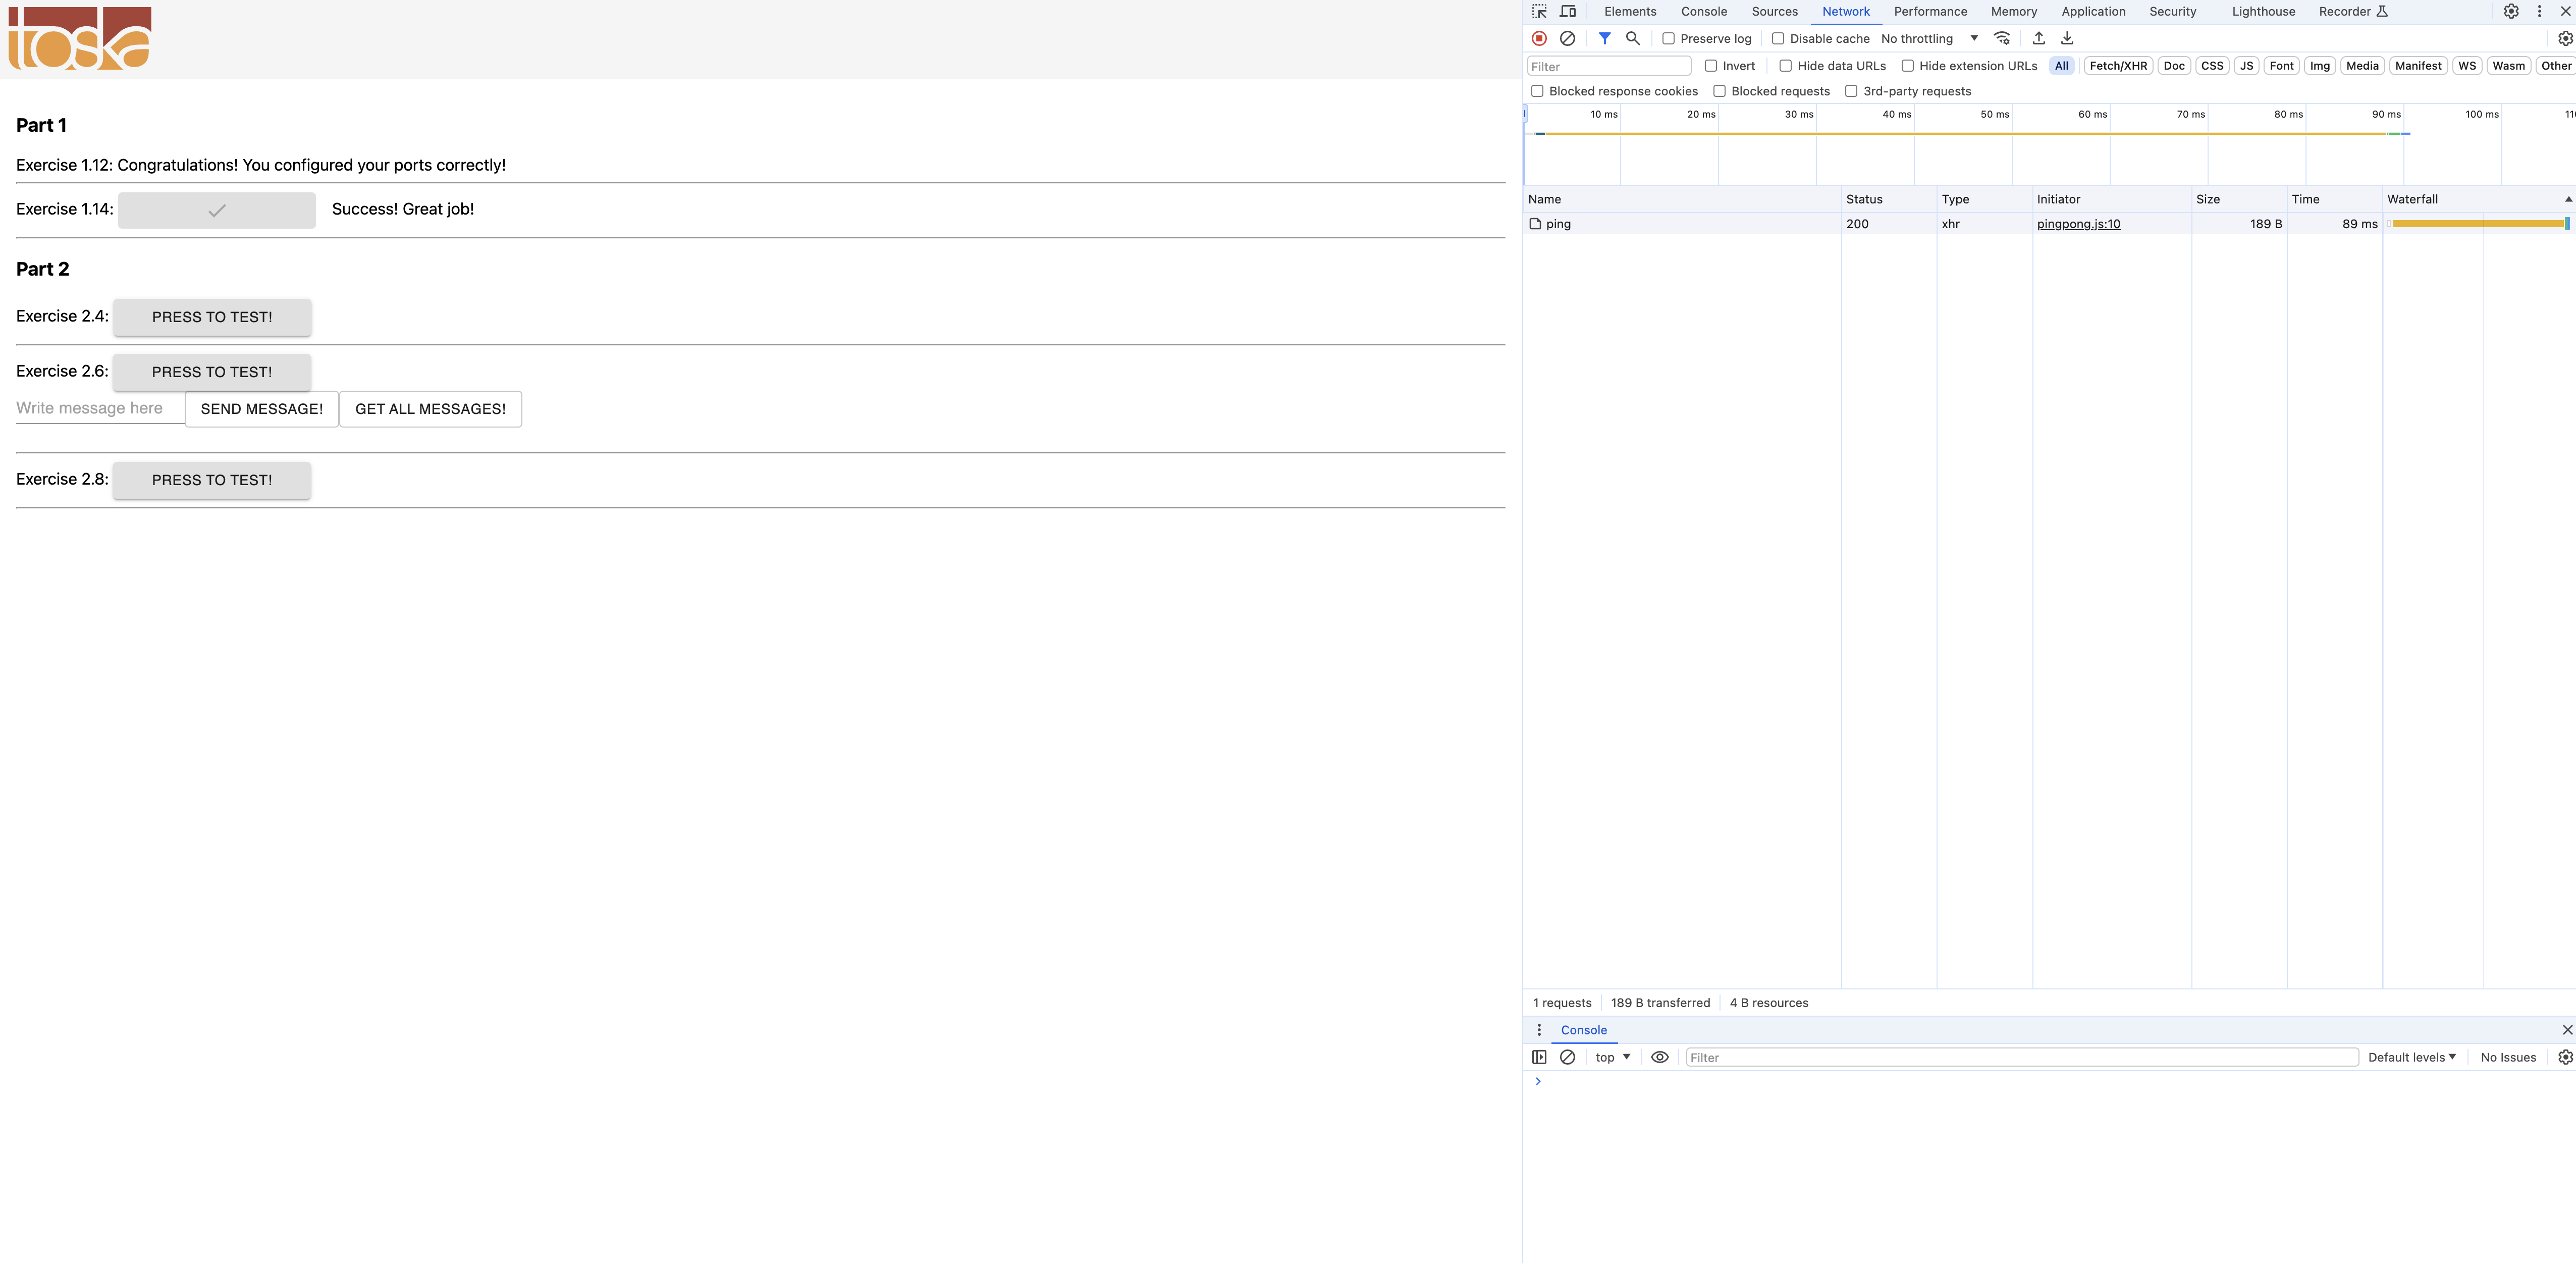 toska
Part 1
Exercise 1.12: Congratulations! You configured your ports correctly!
Exercise 1.14: Success! Great job!
Part 2
Exercise 2.4: PRESS TO TEST!
Exercise 2.6: PRESS TO TEST!
Write message here SEND MESSAGE! GET ALL MESSAGES!
Exercise 2.8: PRESS TO TEST!
Elements Console Sources Network Performance Memory Application Security Lighthouse Recorder
Preserve log Disable cache No throttling
Filter Invert Hide data URLs Hide extension URLs All Fetch/XHR Doc CSS JS Font Img Media Manifest WS Wasm Other
Blocked response cookies Blocked requests 3rd-party requests
10 ms 20 ms 30 ms 40 ms 50 ms 60 ms 70 ms 80 ms 90 ms 100 ms 11
Name Status Type Initiator Size Time Waterfall
ping 200 xhr pingpong.js:10 189 B 89 ms
1 requests 189 B transferred 4 B resources
Console
top Filter Default levels No Issues